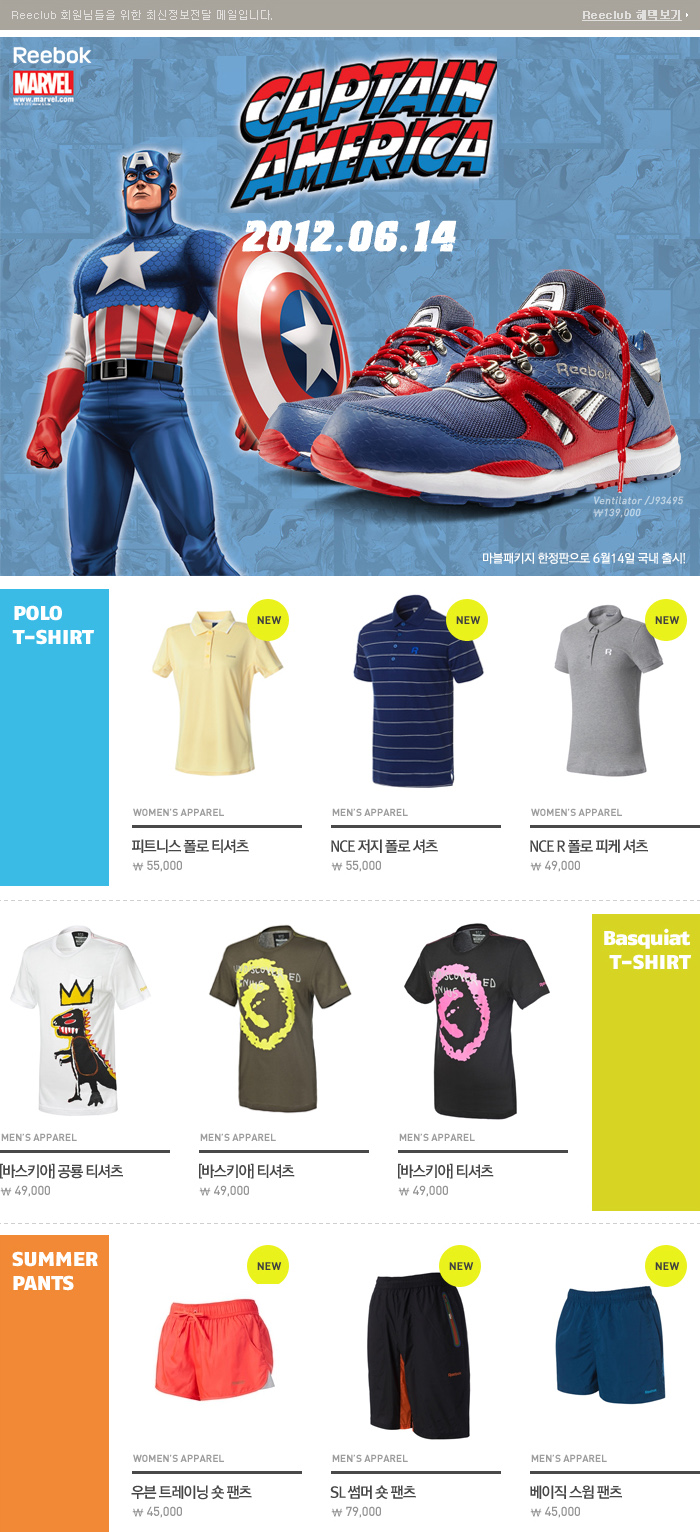 Reeclub 회원님들을 위한 최신정보전달 메일입니다.
Reeclub 혜택보기
Reebok
MARVEL
www.marvel.com
CAPTAIN
AMERICA
2012.06.14
Reebok
Ventilator /J93495
₩139,000
마블패키지 한정판으로 6월14일 국내 출시!
POLO
T-SHIRT
NEW
NEW
NEW
WOMEN'S APPAREL
MEN'S APPAREL
WOMEN'S APPAREL
피트니스 폴로 티셔츠
NCE 저지 폴로 셔츠
NCE R 폴로 피케 셔츠
₩ 55,000
₩ 55,000
₩ 49,000
Basquiat
T-SHIRT
MEN'S APPAREL
MEN'S APPAREL
MEN'S APPAREL
[바스키아] 공룡 티셔츠
[바스키아] 티셔츠
[바스키아] 티셔츠
₩ 49,000
₩ 49,000
₩ 49,000
SUMMER
PANTS
NEW
NEW
NEW
WOMEN'S APPAREL
MEN'S APPAREL
MEN'S APPAREL
우븐 트레이닝 숏 팬츠
SL 썸머 숏 팬츠
베이직 스윔 팬츠
₩ 45,000
₩ 79,000
₩ 45,000